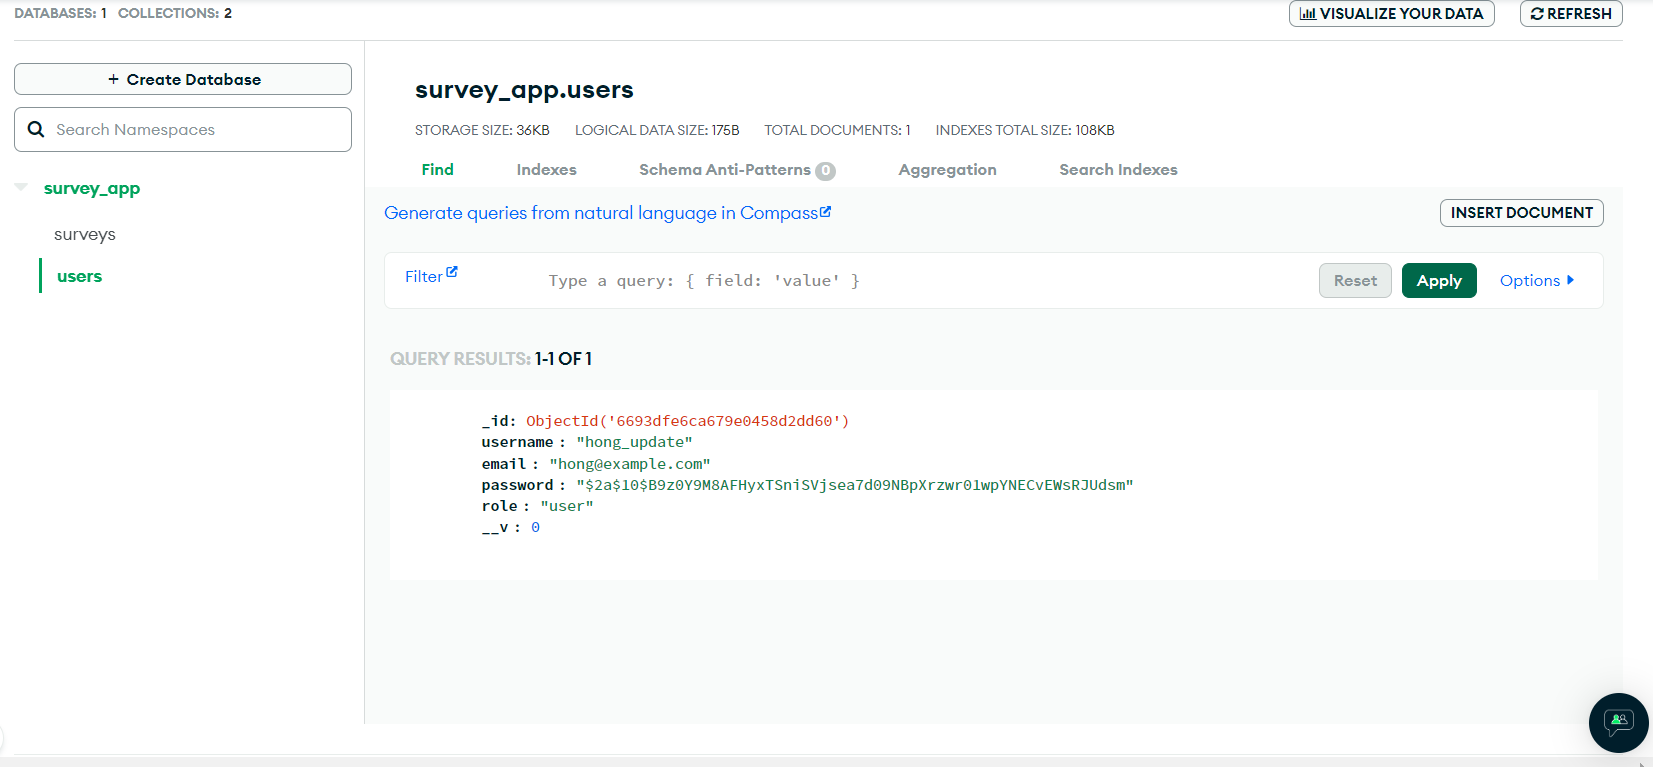 DATABASES: 1 COLLECTIONS: 2
VISUALIZE YOUR DATA
REFRESH
+ Create Database
Search Namespaces
survey_app
surveys
users
survey_app.users
STORAGE SIZE: 36KB LOGICAL DATA SIZE: 175B TOTAL DOCUMENTS: 1 INDEXES TOTAL SIZE: 108KB
Find Indexes Schema Anti-Patterns 0 Aggregation Search Indexes
Generate queries from natural language in Compass
INSERT DOCUMENT
Filter Type a query: { field: 'value' } Reset Apply Options
QUERY RESULTS: 1-1 OF 1
_id: ObjectId('6693dfe6ca679e0458d2dd60')
username : "hong_update"
email : "hong@example.com"
password : "$2a$10$B9z0Y9M8AFHyxTSniSVjsea7d09NBpXrzwr01wpYNECvEWsRJUdsm"
role : "user"
__v : 0